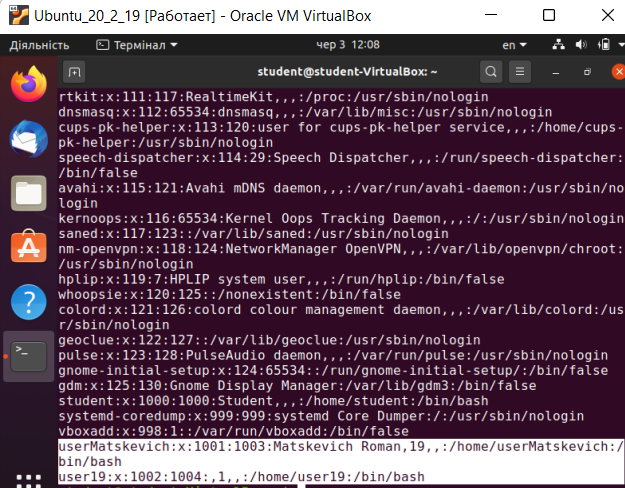 Ubuntu_20_2_19 [Работает] - Oracle VM VirtualBox
Діяльність
Термінал
чер 3 12:08
en
student@student-VirtualBox: ~
rtkit:x:111:117:RealtimeKit,,,:/proc:/usr/sbin/nologin
dnsmasq:x:112:65534:dnsmasq,,,:/var/lib/misc:/usr/sbin/nologin
cups-pk-helper:x:113:120:user for cups-pk-helper service,,,:/home/cups-
pk-helper:/usr/sbin/nologin
speech-dispatcher:x:114:29:Speech Dispatcher,,,:/run/speech-dispatcher:
/bin/false
avahi:x:115:121:Avahi mDNS daemon,,,:/var/run/avahi-daemon:/usr/sbin/no
login
kernoops:x:116:65534:Kernel Oops Tracking Daemon,,,:/:/usr/sbin/nologin
saned:x:117:123::/var/lib/saned:/usr/sbin/nologin
nm-openvpn:x:118:124:NetworkManager OpenVPN,,,:/var/lib/openvpn/chroot:
/usr/sbin/nologin
hplip:x:119:7:HPLIP system user,,,:/run/hplip:/bin/false
whoopsie:x:120:125::/nonexistent:/bin/false
colord:x:121:126:colord colour management daemon,,,:/var/lib/colord:/us
r/sbin/nologin
geoclue:x:122:127::/var/lib/geoclue:/usr/sbin/nologin
pulse:x:123:128:PulseAudio daemon,,,:/var/run/pulse:/usr/sbin/nologin
gnome-initial-setup:x:124:65534::/run/gnome-initial-setup/:/bin/false
gdm:x:125:130:Gnome Display Manager:/var/lib/gdm3:/bin/false
student:x:1000:1000:Student,,,:/home/student:/bin/bash
systemd-coredump:x:999:999:systemd Core Dumper:/:/usr/sbin/nologin
vboxadd:x:998:1::/var/run/vboxadd:/bin/false
userMatskevich:x:1001:1003:Matskevich Roman,19,,:/home/userMatskevich:/
bin/bash
user19:x:1002:1004:,1,,:/home/user19:/bin/bash